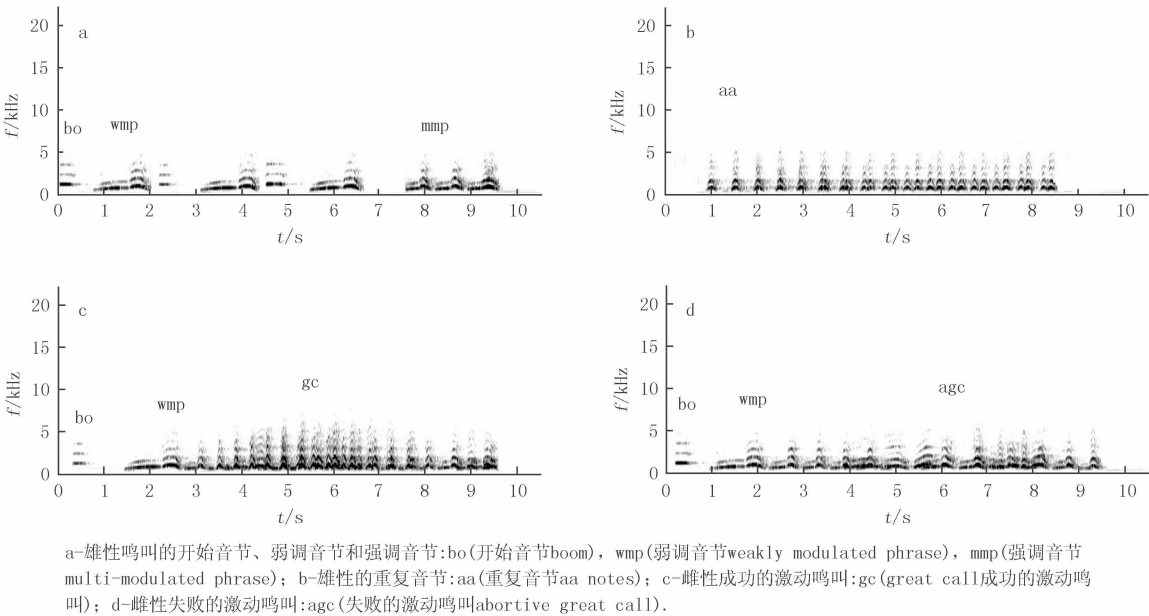 a
20
15
10
5
0
f/kHz
bo
wmp
mmp
0 1 2 3 4 5 6 7 8 9 10
t/s
b
20
15
10
5
0
f/kHz
aa
0 1 2 3 4 5 6 7 8 9 10
t/s
c
20
15
10
5
0
f/kHz
bo
wmp
gc
0 1 2 3 4 5 6 7 8 9 10
t/s
d
20
15
10
5
0
f/kHz
bo
wmp
agc
0 1 2 3 4 5 6 7 8 9 10
t/s
a-雄性鸣叫的开始音节、弱调音节和强调音节:bo(开始音节boom), wmp(弱调音节weakly modulated phrase), mmp(强调音节
multi-modulated phrase); b-雄性的重复音节:aa(重复音节aa notes); c-雌性成功的激动鸣叫:gc(great call成功的激动鸣
叫); d-雌性失败的激动鸣叫:agc(失败的激动鸣叫abortive great call).